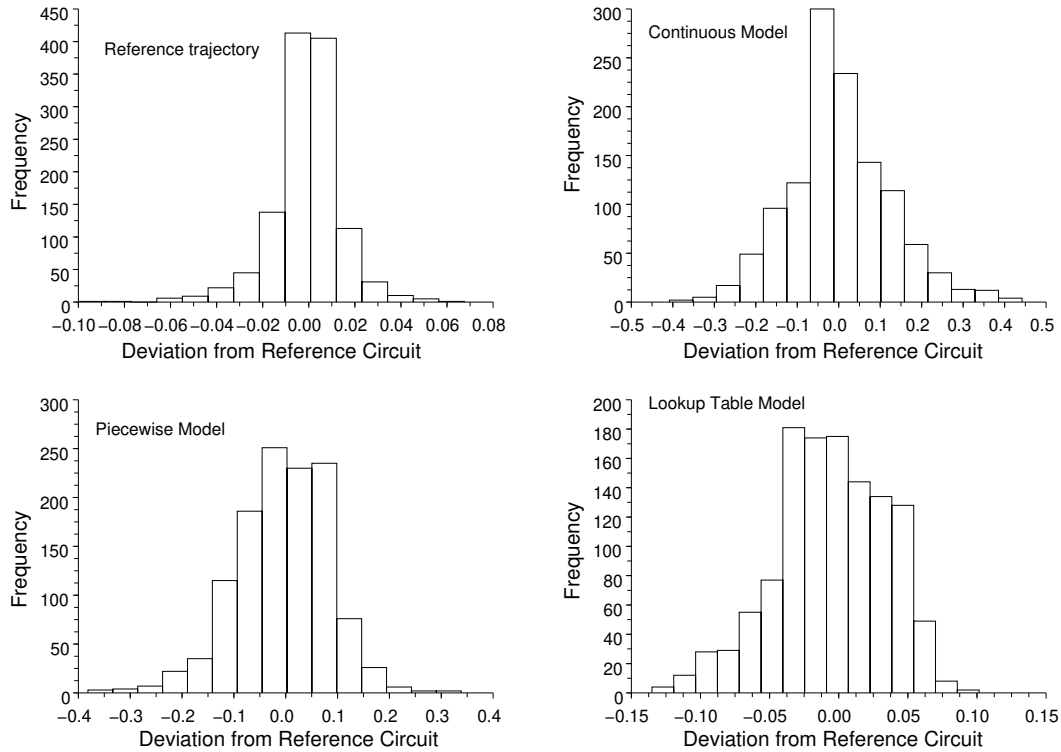 Reference trajectory
Frequency
450
400
350
300
250
200
150
100
50
0
−0.10 −0.08 −0.06 −0.04 −0.02 0.00 0.02 0.04 0.06 0.08
Deviation from Reference Circuit
Continuous Model
Frequency
300
250
200
150
100
50
0
−0.5 −0.4 −0.3 −0.2 −0.1 0.0 0.1 0.2 0.3 0.4 0.5
Deviation from Reference Circuit
Piecewise Model
Frequency
300
250
200
150
100
50
0
−0.4 −0.3 −0.2 −0.1 0.0 0.1 0.2 0.3 0.4
Deviation from Reference Circuit
Lookup Table Model
Frequency
200
180
160
140
120
100
80
60
40
20
0
−0.15 −0.10 −0.05 0.00 0.05 0.10 0.15
Deviation from Reference Circuit